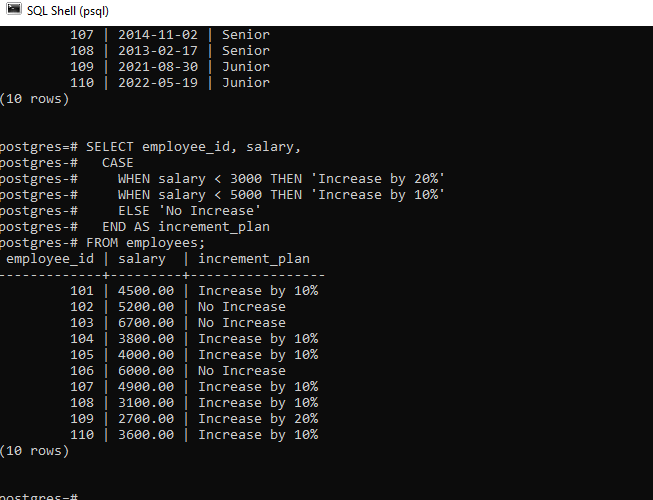 SQL Shell (psql)
107 | 2014-11-02 | Senior
108 | 2013-02-17 | Senior
109 | 2021-08-30 | Junior
110 | 2022-05-19 | Junior
(10 rows)
postgres=# SELECT employee_id, salary,
postgres-#   CASE
postgres-#     WHEN salary < 3000 THEN 'Increase by 20%'
postgres-#     WHEN salary < 5000 THEN 'Increase by 10%'
postgres-#     ELSE 'No Increase'
postgres-#   END AS increment_plan
postgres-# FROM employees;
 employee_id | salary  | increment_plan
-------------+---------+-----------------
         101 | 4500.00 | Increase by 10%
         102 | 5200.00 | No Increase
         103 | 6700.00 | No Increase
         104 | 3800.00 | Increase by 10%
         105 | 4000.00 | Increase by 10%
         106 | 6000.00 | No Increase
         107 | 4900.00 | Increase by 10%
         108 | 3100.00 | Increase by 10%
         109 | 2700.00 | Increase by 20%
         110 | 3600.00 | Increase by 10%
(10 rows)
postgres=#